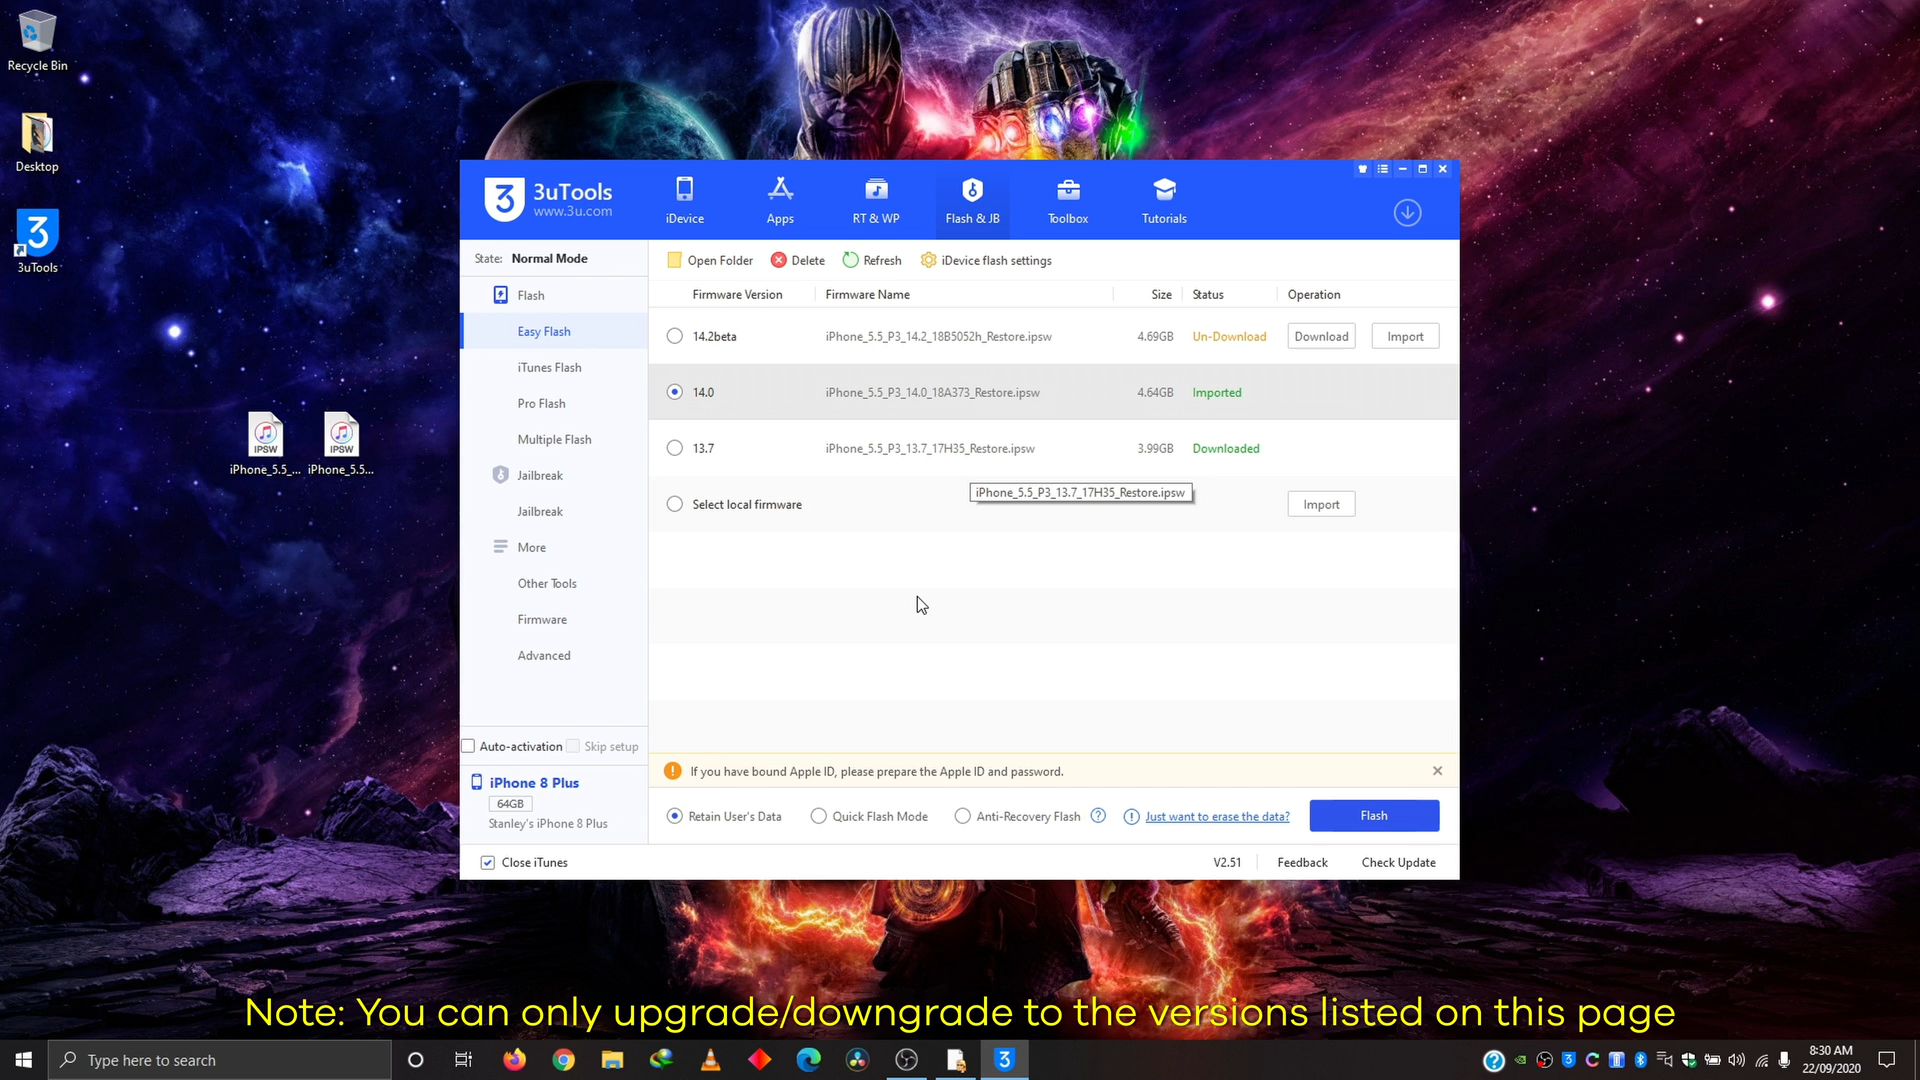 Recycle Bin
Desktop
3uTools
iPhone_5.5_... iPhone_5.5...
IPSW IPSW
3 3uTools
www.3u.com
iDevice Apps RT & WP Flash & JB Toolbox Tutorials
State: Normal Mode
Flash
Easy Flash
iTunes Flash
Pro Flash
Multiple Flash
Jailbreak
Jailbreak
More
Other Tools
Firmware
Advanced
Auto-activation Skip setup
iPhone 8 Plus
64GB
Stanley's iPhone 8 Plus
Open Folder Delete Refresh iDevice flash settings
Firmware Version Firmware Name Size Status Operation
14.2beta iPhone_5.5_P3_14.2_18B5052h_Restore.ipsw 4.69GB Un-Download Download Import
14.0 iPhone_5.5_P3_14.0_18A373_Restore.ipsw 4.64GB Imported
13.7 iPhone_5.5_P3_13.7_17H35_Restore.ipsw 3.99GB Downloaded
iPhone_5.5_P3_13.7_17H35_Restore.ipsw
Select local firmware Import
If you have bound Apple ID, please prepare the Apple ID and password.
Retain User's Data Quick Flash Mode Anti-Recovery Flash Just want to erase the data? Flash
Close iTunes V2.51 Feedback Check Update
Note: You can only upgrade/downgrade to the versions listed on this page
Type here to search
8:30 AM
22/09/2020